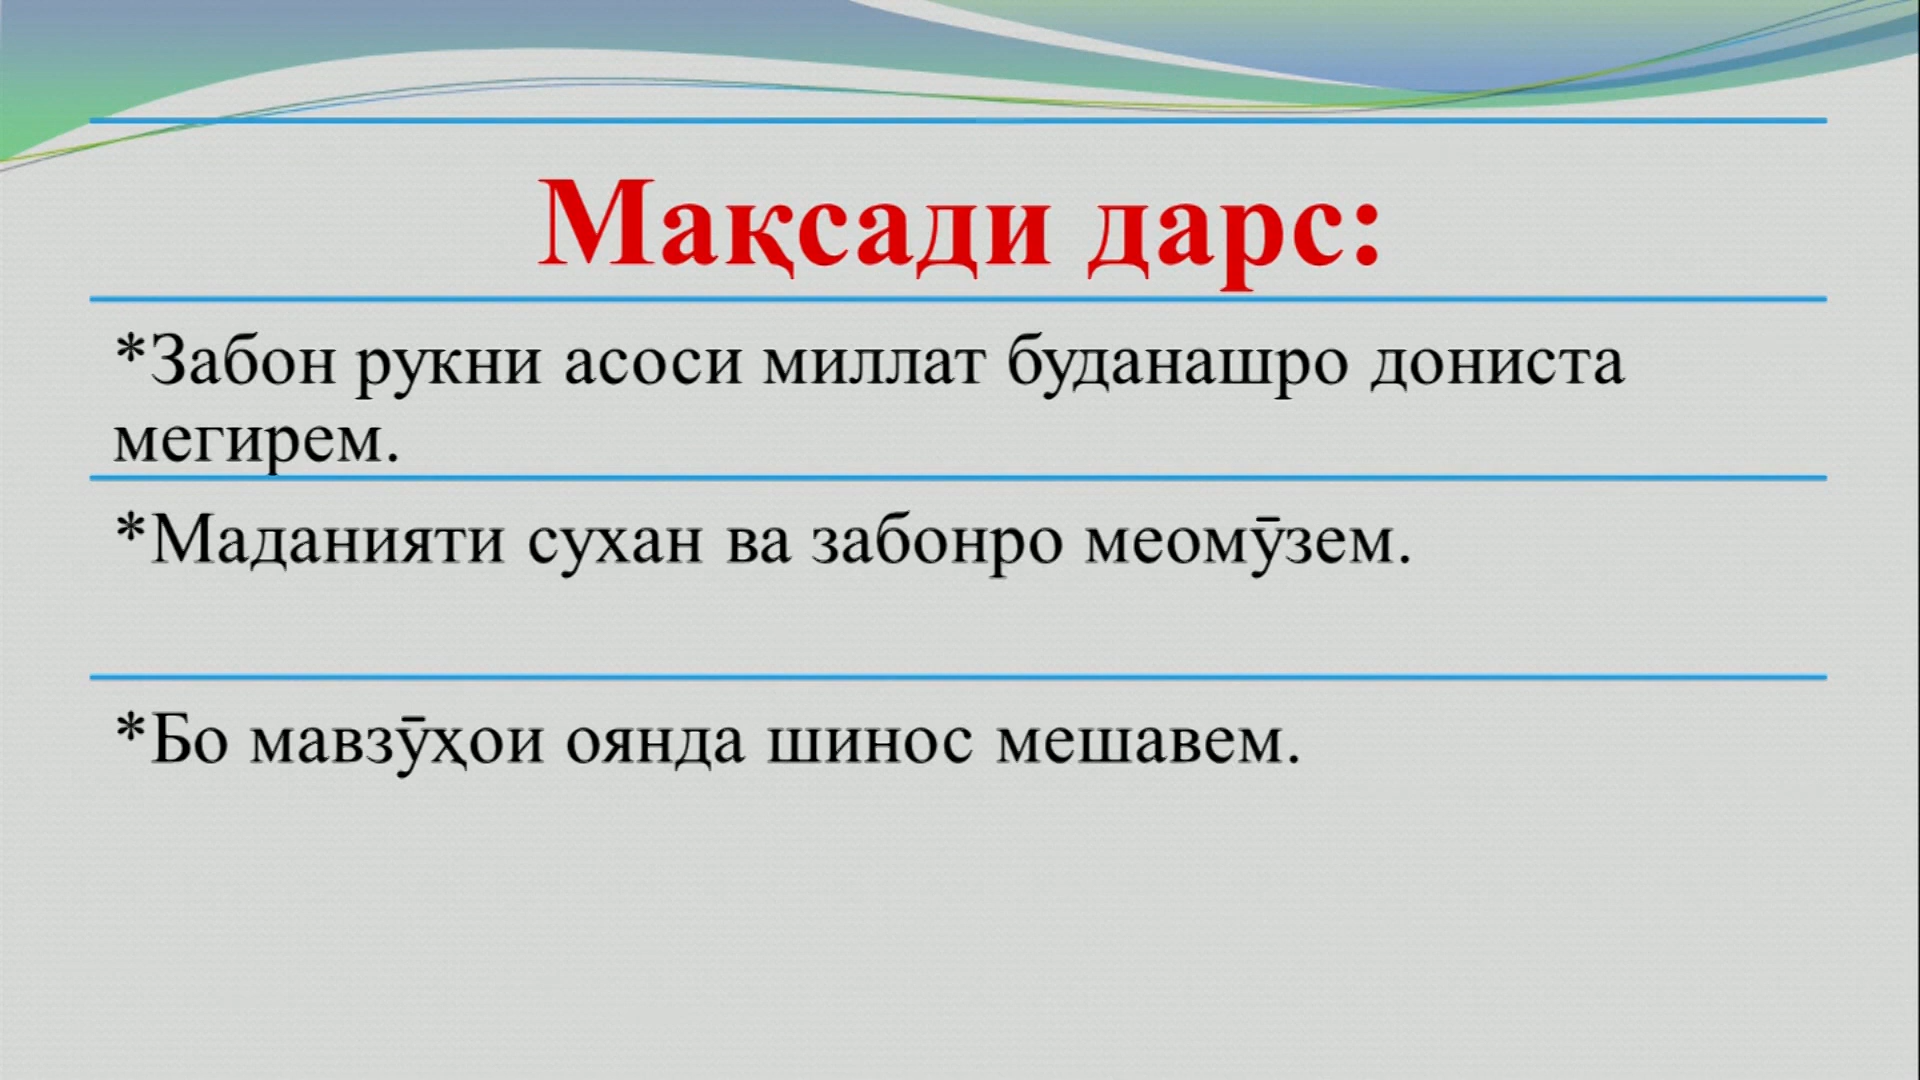 Мақсади дарс:
*Забон рукни асоси миллат буданашро дониста
мегирем.
*Маданияти сухан ва забонро меомӯзем.
*Бо мавзӯҳои оянда шинос мешавем.